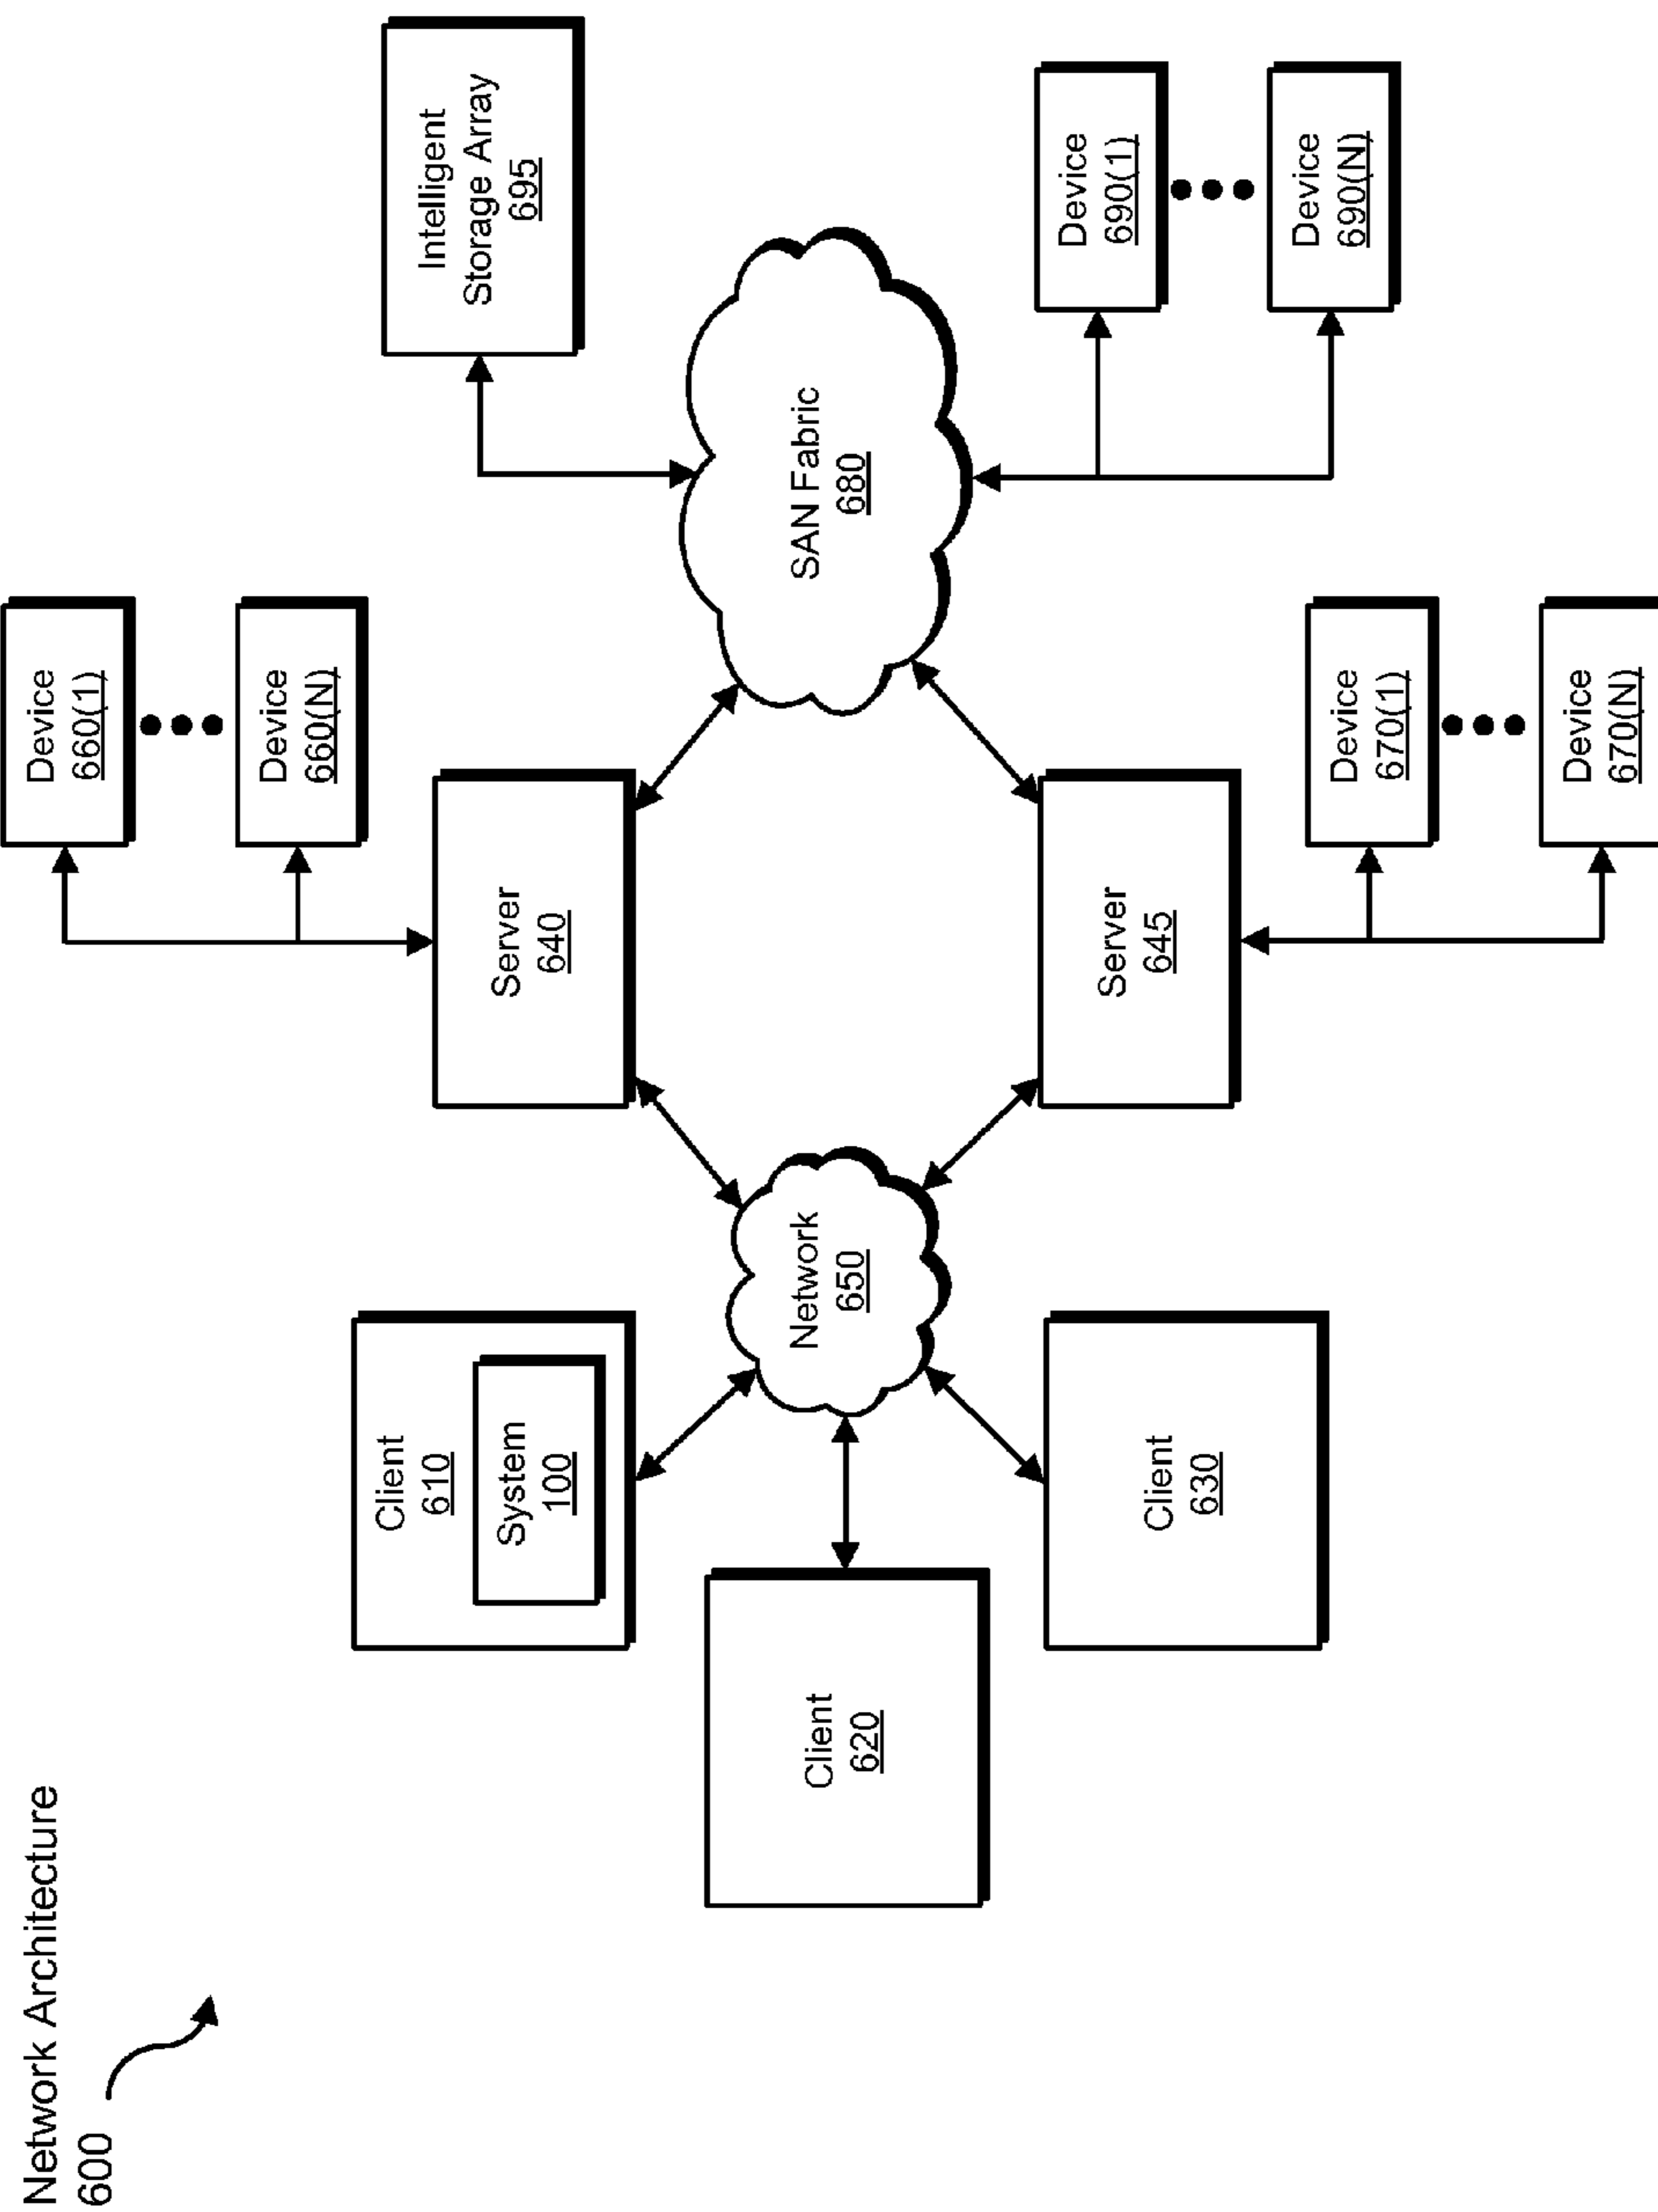 Network Architecture
600
Client
610
System
100
Client
620
Client
630
Network
650
Server
640
Server
645
Device
660(1)
Device
660(N)
Device
670(1)
Device
670(N)
SAN Fabric
680
Intelligent
Storage Array
695
Device
690(1)
Device
690(N)